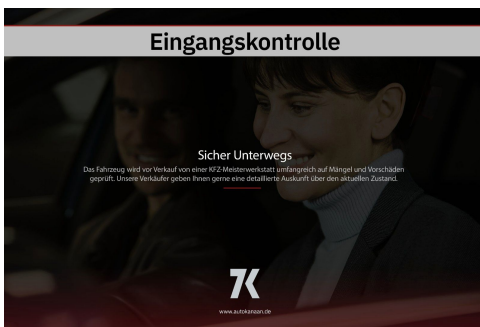 Eingangskontrolle
Sicher Unterwegs
Das Fahrzeug wird vor Verkauf von einer KFZ-Meisterwerkstatt umfangreich auf Mängel und Vorschäden
geprüft. Unsere Verkäufer geben Ihnen gerne eine detaillierte Auskunft über den aktuellen Zustand.
7K
www.autokanaan.de